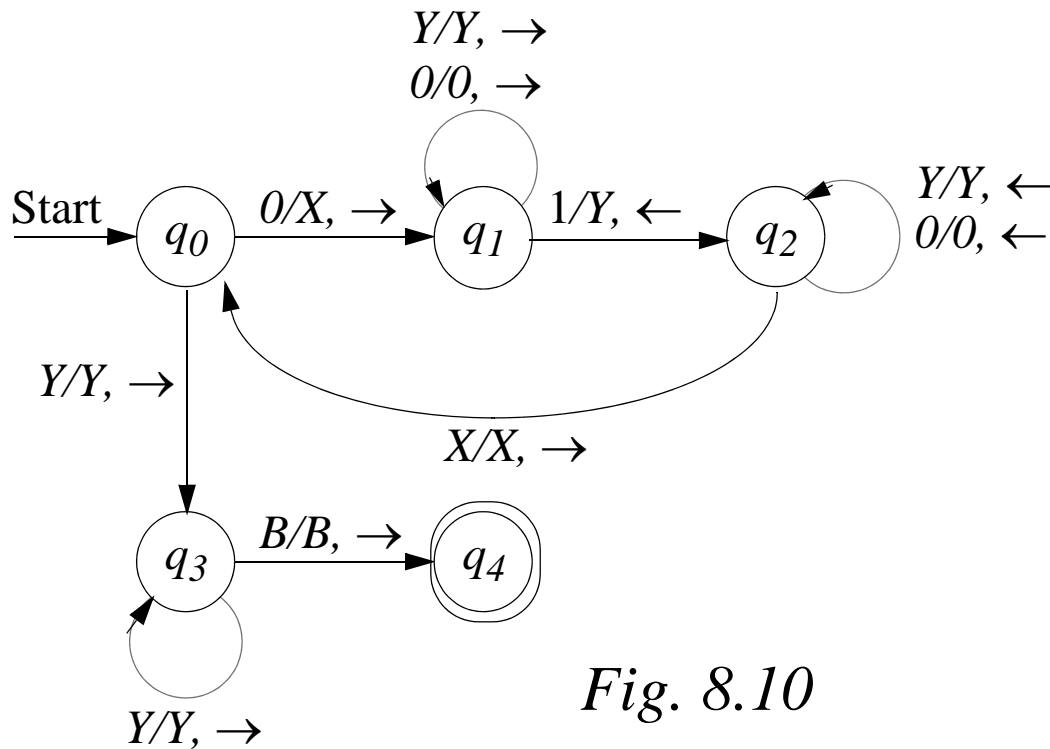 Y/Y, →
0/0, →
Start
q0
0/X, →
q1
1/Y, ←
q2
Y/Y, ←
0/0, ←
Y/Y, →
X/X, →
q3
B/B, →
q4
Y/Y, →
Fig. 8.10